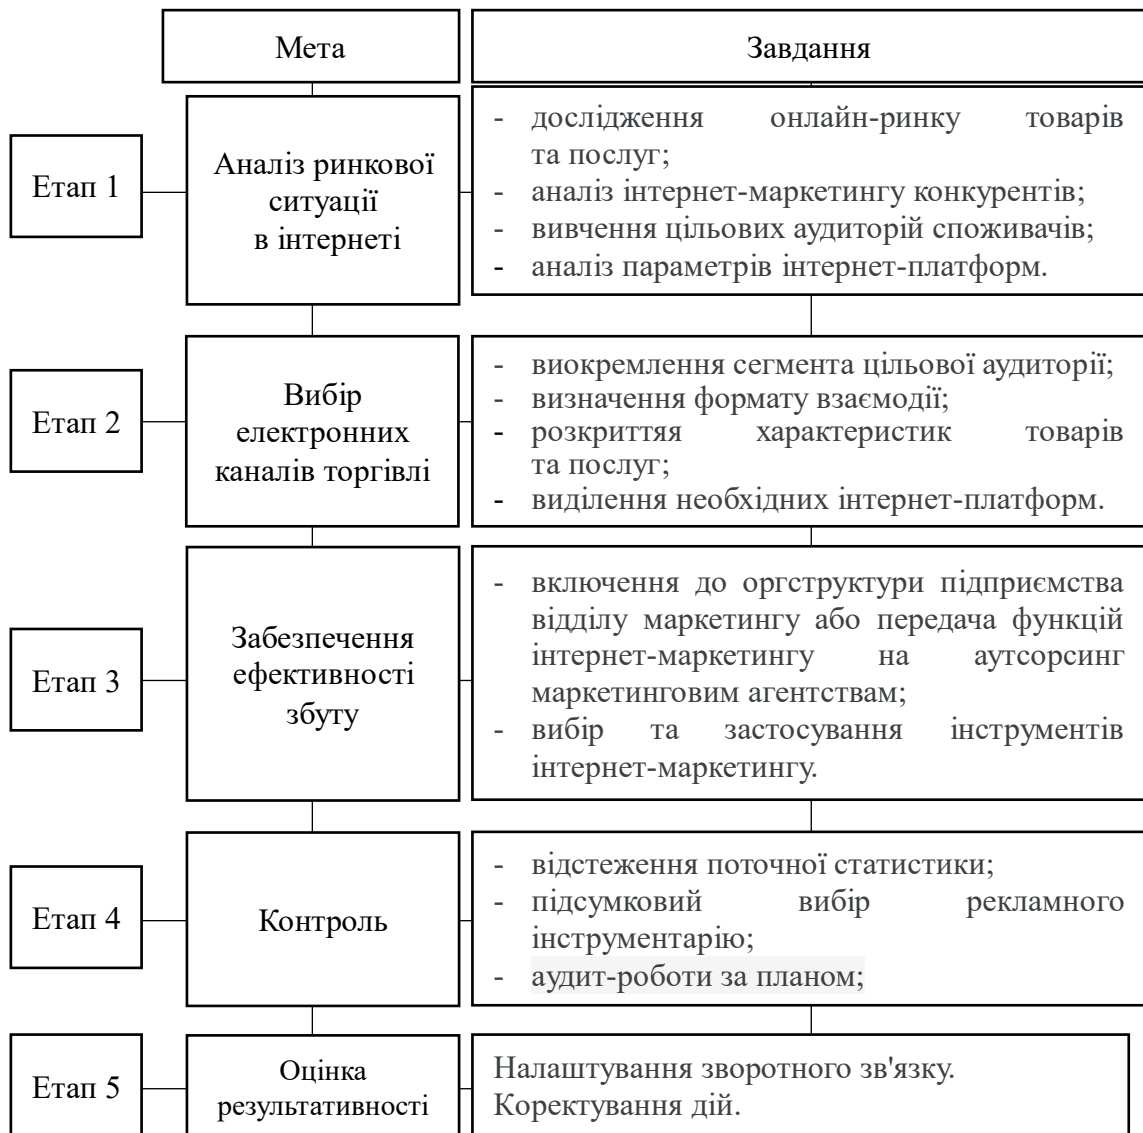 Мета
Завдання
Етап 1
Аналіз ринкової
ситуації
в інтернеті
- дослідження онлайн-ринку товарів
та послуг;
- аналіз інтернет-маркетингу конкурентів;
- вивчення цільових аудиторій споживачів;
- аналіз параметрів інтернет-платформ.
Етап 2
Вибір
електронних
каналів торгівлі
- виокремлення сегмента цільової аудиторії;
- визначення формату взаємодії;
- розкриттяя характеристик товарів
та послуг;
- виділення необхідних інтернет-платформ.
Етап 3
Забезпечення
ефективності
збуту
- включення до оргструктури підприємства
відділу маркетингу або передача функцій
інтернет-маркетингу на аутсорсинг
маркетинговим агентствам;
- вибір та застосування інструментів
інтернет-маркетингу.
Етап 4
Контроль
- відстеження поточної статистики;
- підсумковий вибір рекламного
інструментарію;
- аудит-роботи за планом;
Етап 5
Оцінка
результативності
Налаштування зворотного зв'язку.
Коректування дій.